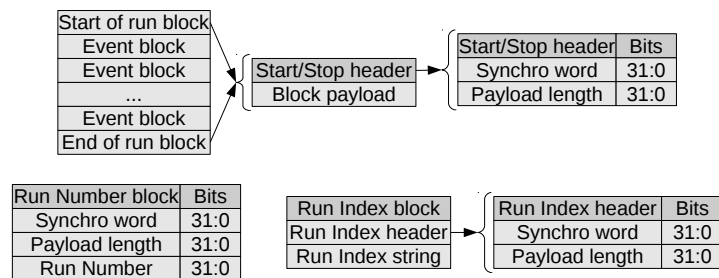 Start of run block
Event block
Event block
...
Event block
End of run block
Start/Stop header
Block payload
Start/Stop header Bits
Synchro word 31:0
Payload length 31:0
Run Number block Bits
Synchro word 31:0
Payload length 31:0
Run Number 31:0
Run Index block
Run Index header
Run Index string
Run Index header Bits
Synchro word 31:0
Payload length 31:0